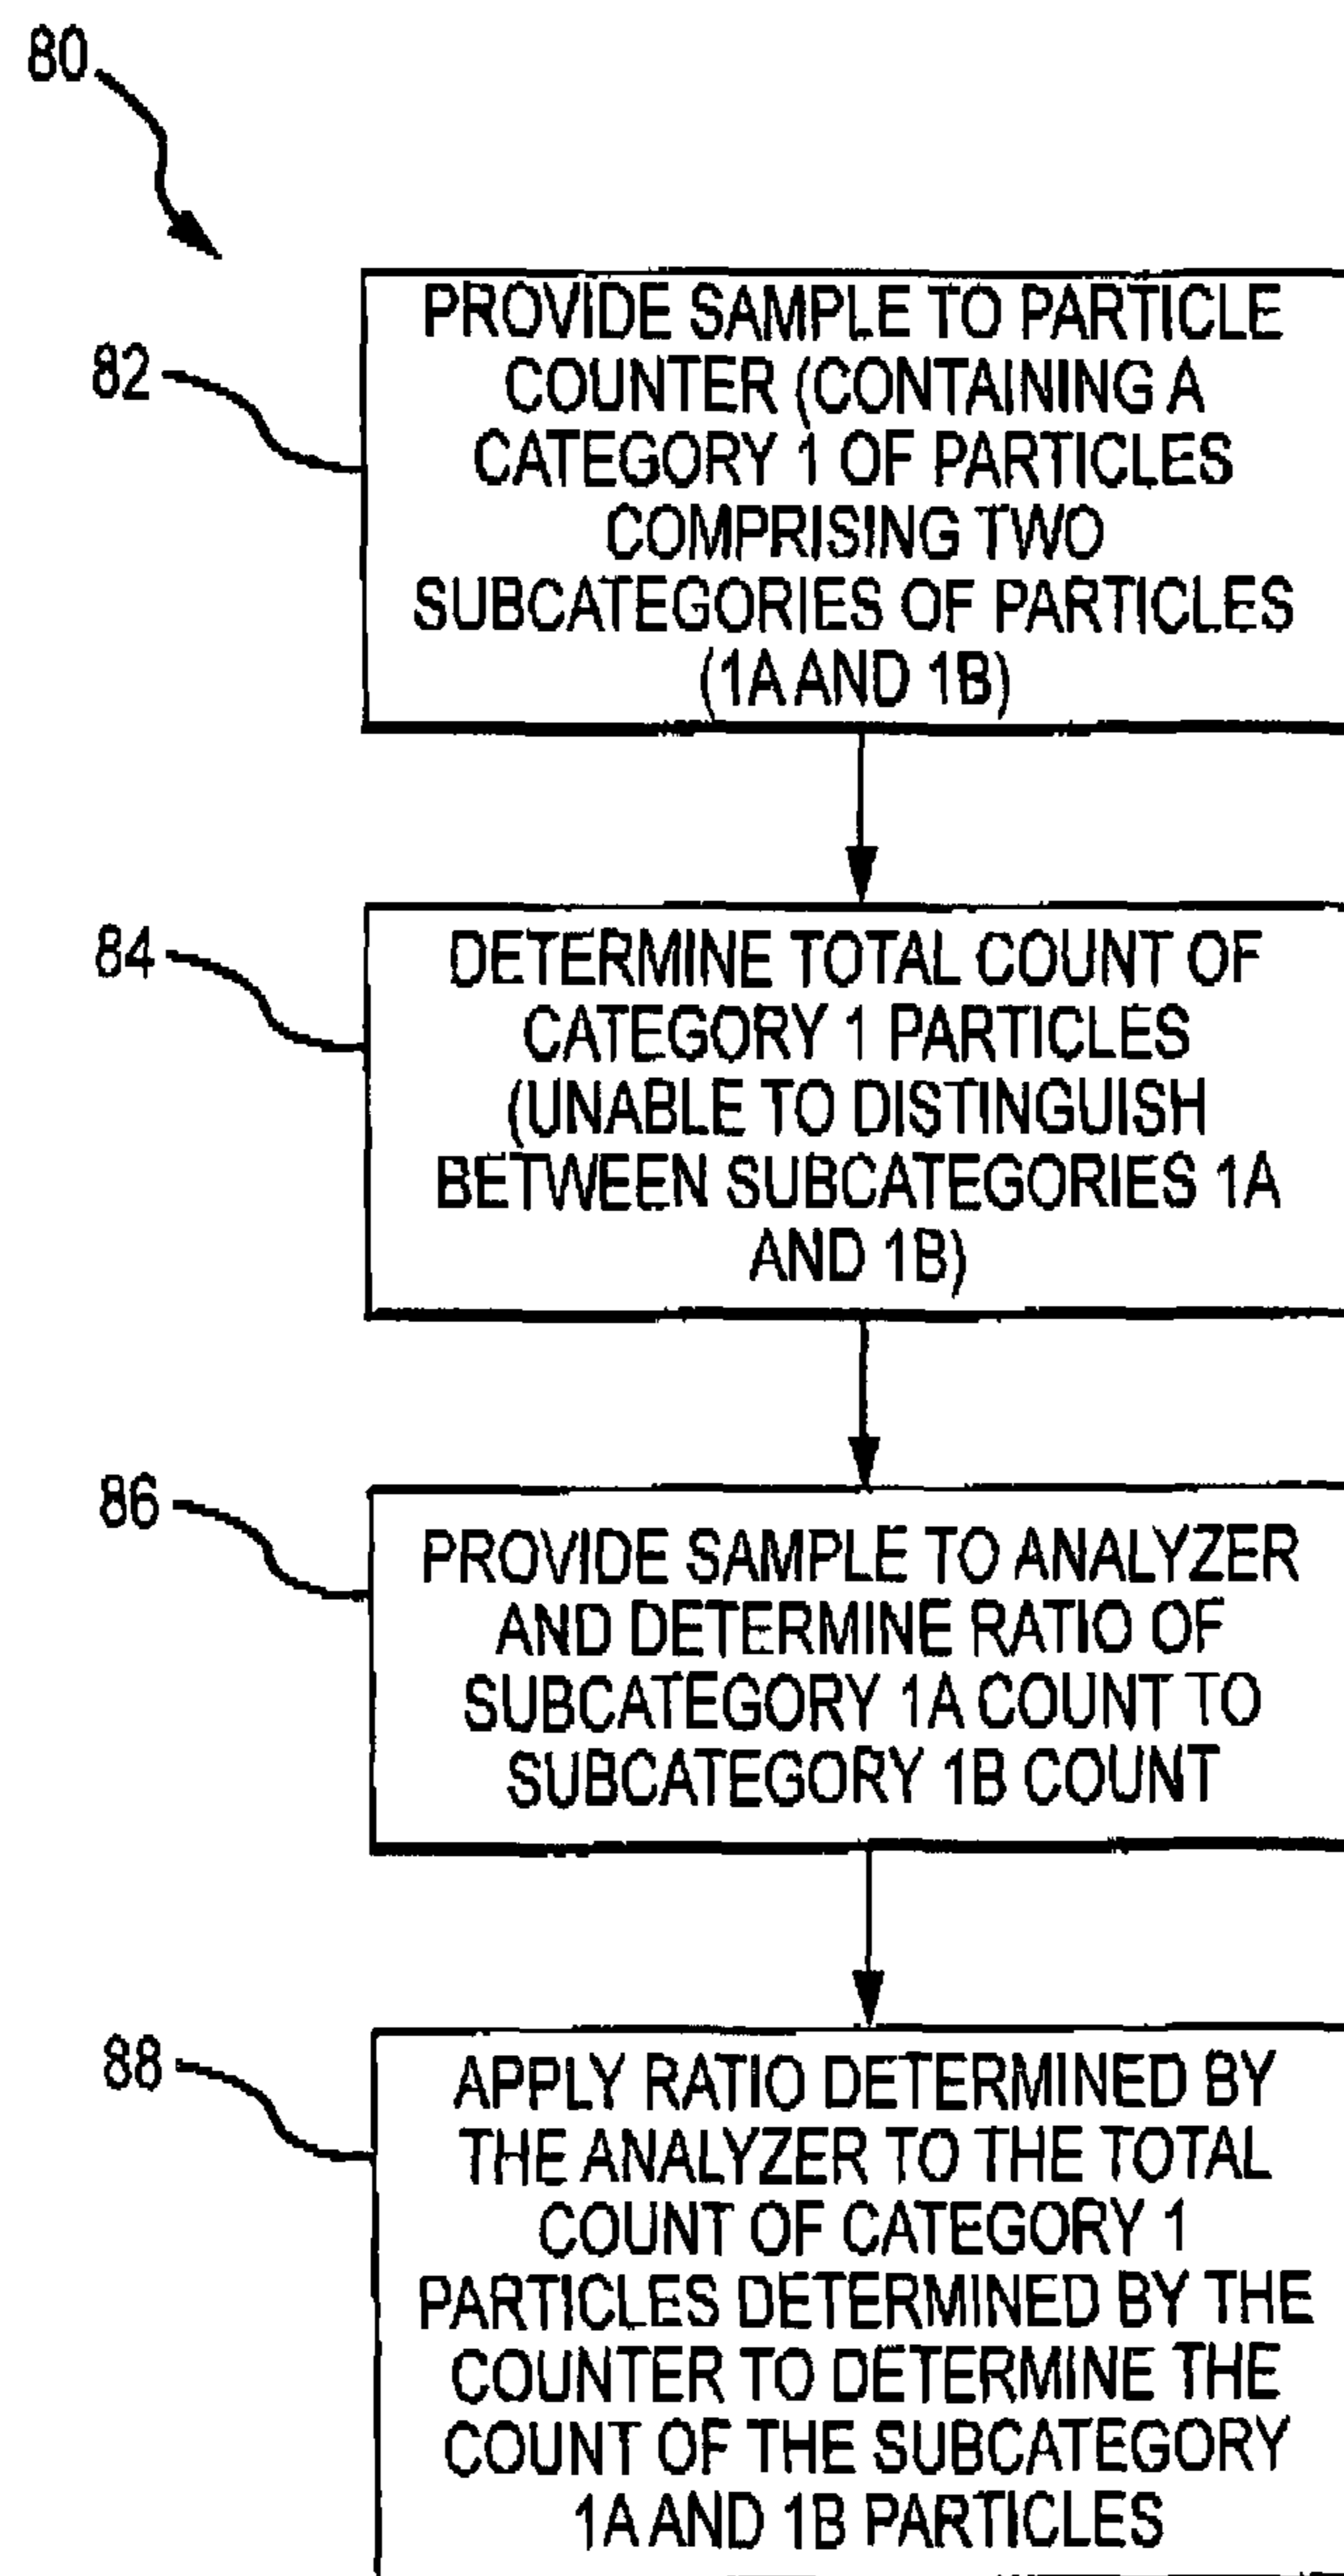 80
82
PROVIDE SAMPLE TO PARTICLE
COUNTER (CONTAINING A
CATEGORY 1 OF PARTICLES
COMPRISING TWO
SUBCATEGORIES OF PARTICLES
(1A AND 1B)
84
DETERMINE TOTAL COUNT OF
CATEGORY 1 PARTICLES
(UNABLE TO DISTINGUISH
BETWEEN SUBCATEGORIES 1A
AND 1B)
86
PROVIDE SAMPLE TO ANALYZER
AND DETERMINE RATIO OF
SUBCATEGORY 1A COUNT TO
SUBCATEGORY 1B COUNT
88
APPLY RATIO DETERMINED BY
THE ANALYZER TO THE TOTAL
COUNT OF CATEGORY 1
PARTICLES DETERMINED BY THE
COUNTER TO DETERMINE THE
COUNT OF THE SUBCATEGORY
1A AND 1B PARTICLES